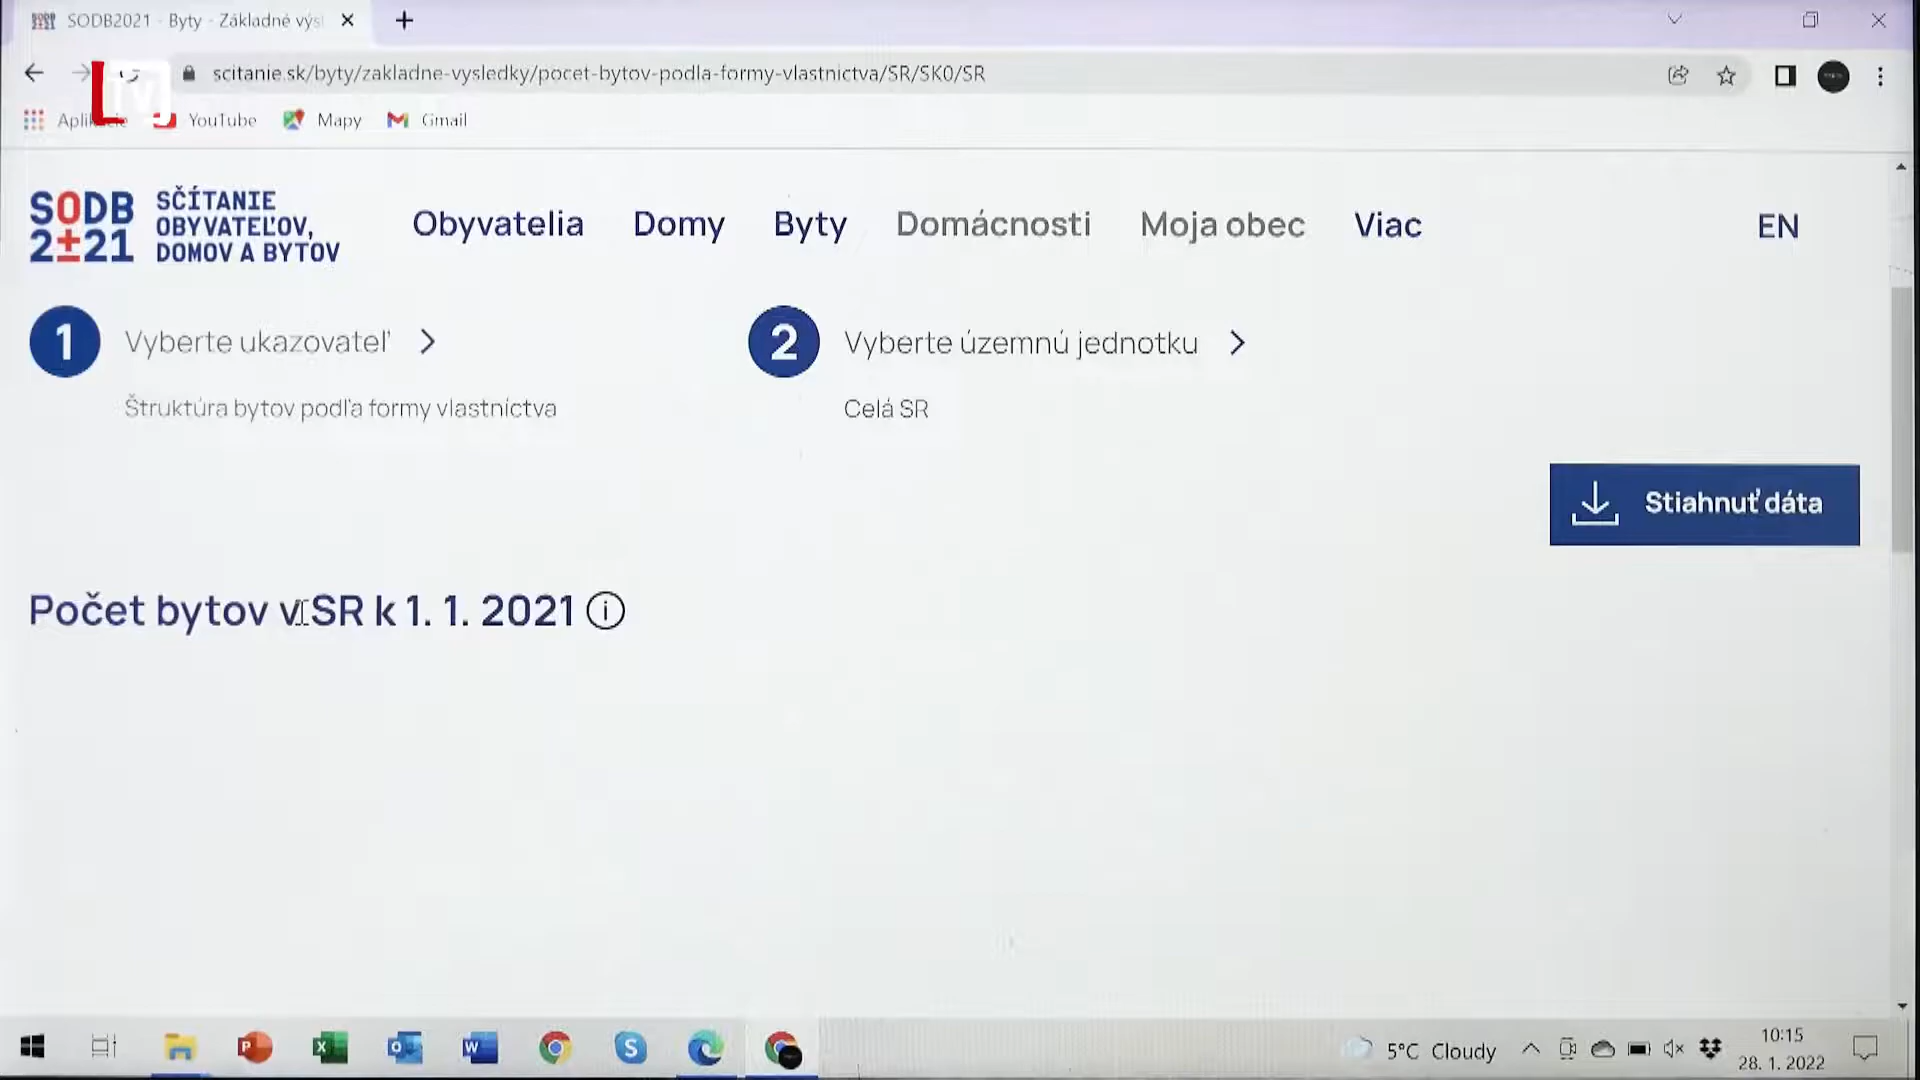 SODB2021 - Byty - Základné výs
scitanie.sk/byty/zakladne-vysledky/pocet-bytov-podla-formy-vlastnictva/SR/SK0/SR
YouTube
Mapy
Gmail
SODB
2±21
SČÍTANIE
OBYVATEĽOV,
DOMOV A BYTOV
Obyvatelia
Domy
Byty
Domácnosti
Moja obec
Viac
EN
1
Vyberte ukazovateľ
Štruktúra bytov podľa formy vlastníctva
2
Vyberte územnú jednotku
Celá SR
Stiahnuť dáta
Počet bytov v SR k 1. 1. 2021
5°C Cloudy
10:15
28. 1. 2022